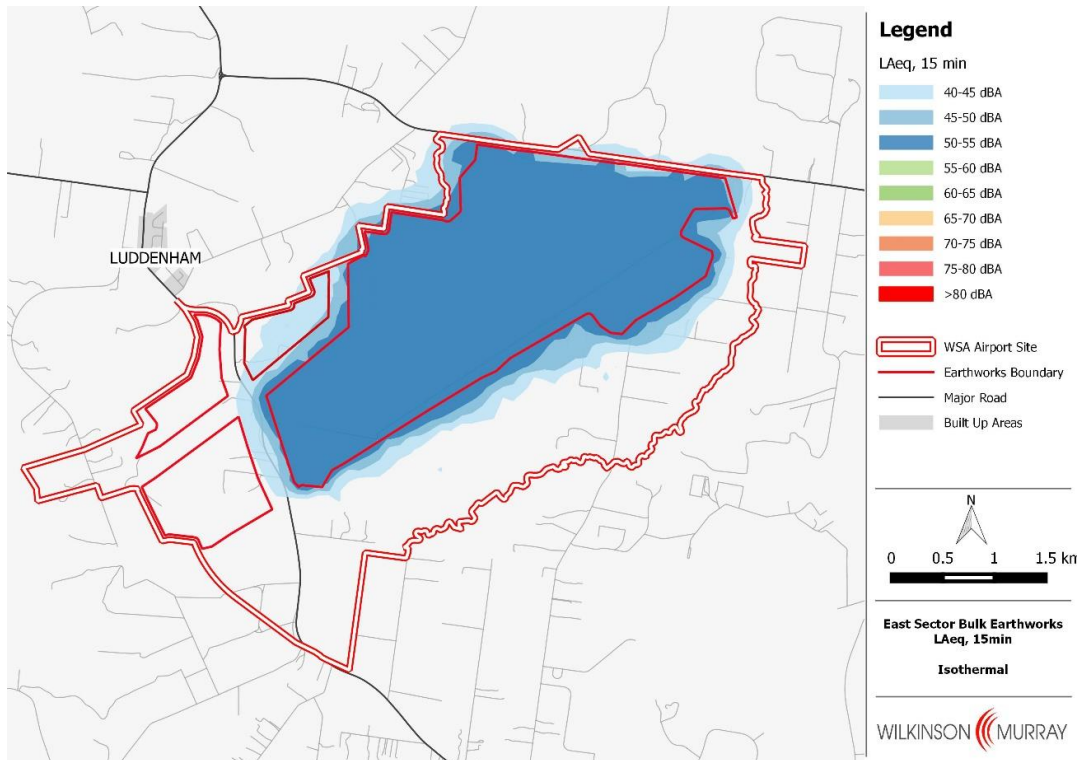 LUDDENHAM
Legend
LAeq, 15 min
40-45 dBA
45-50 dBA
50-55 dBA
55-60 dBA
60-65 dBA
65-70 dBA
70-75 dBA
75-80 dBA
>80 dBA
WSA Airport Site
Earthworks Boundary
Major Road
Built Up Areas
N
0 0.5 1 1.5 km
East Sector Bulk Earthworks
LAeq, 15min
Isothermal
WILKINSON MURRAY